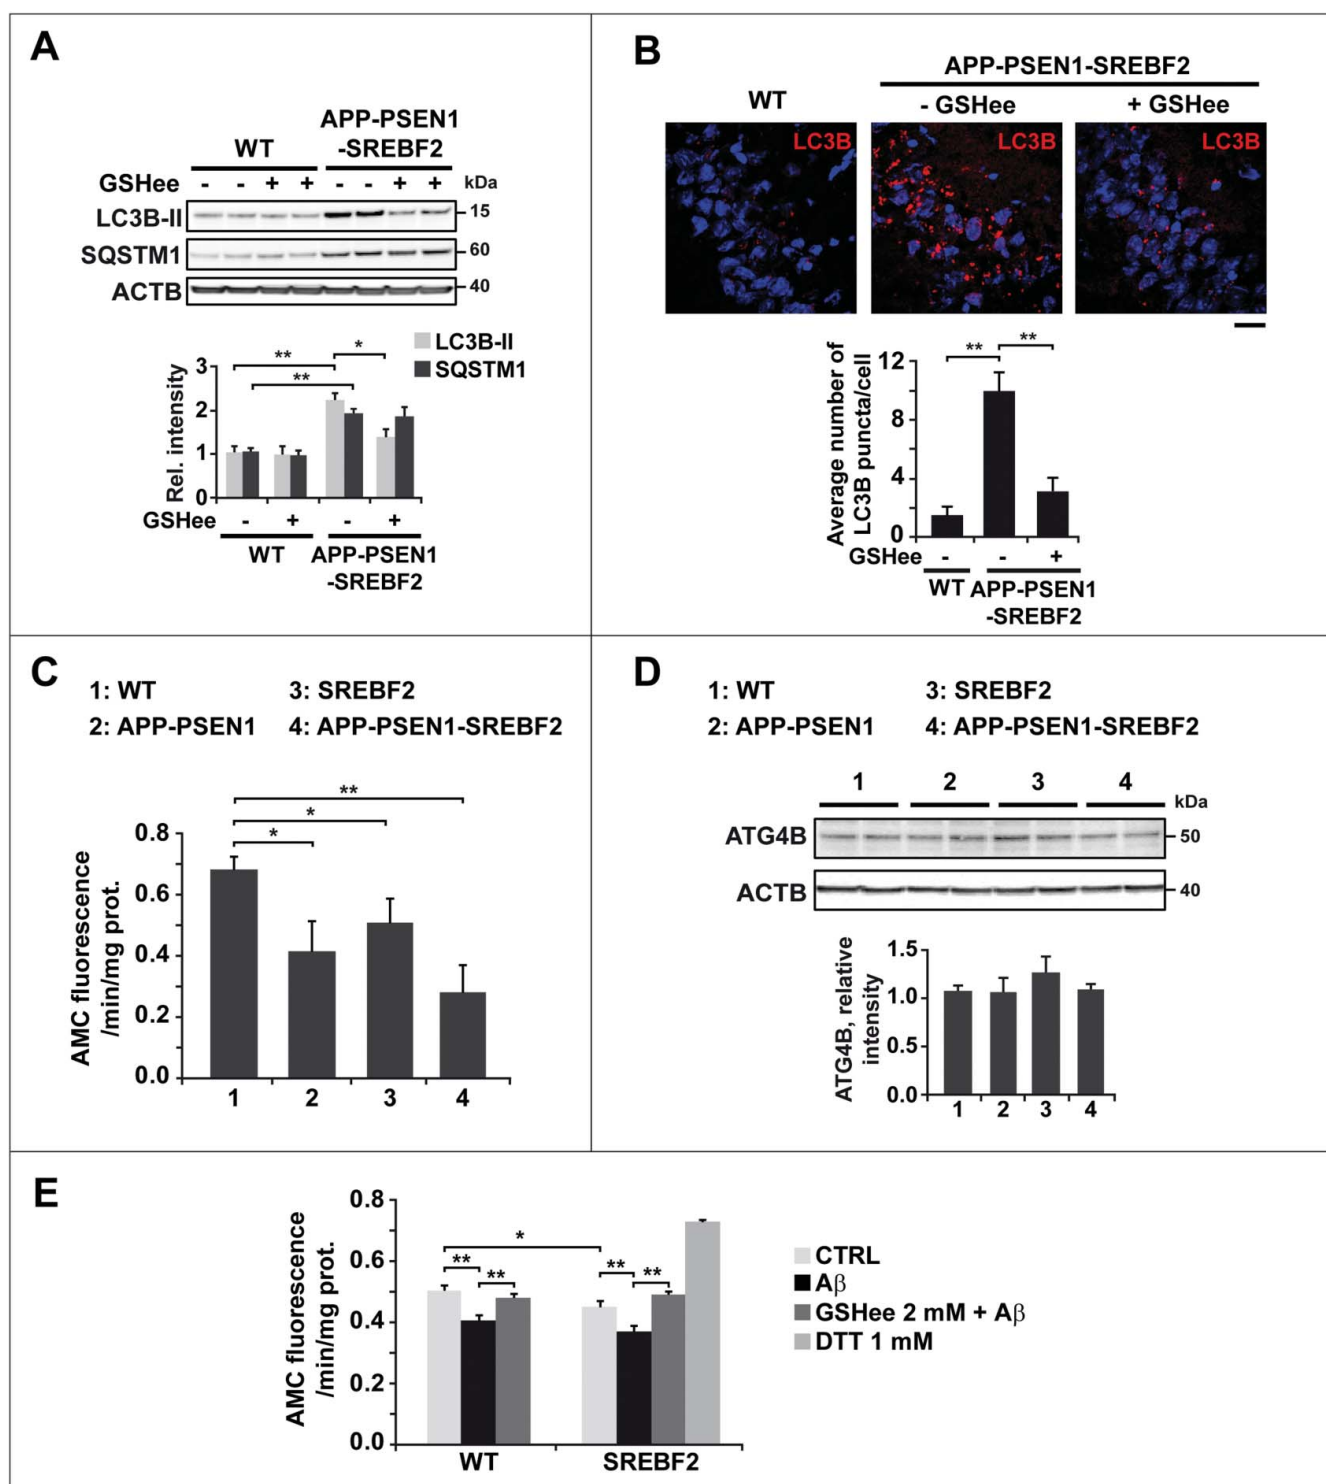 A
APP-PSEN1
WT -SREBF2
GSHee - - + + - - + + kDa
LC3B-II 15
SQSTM1 60
ACTB 40
LC3B-II
SQSTM1
** *
**
Rel. intensity
3
2
1
0
GSHee - + - +
WT APP-PSEN1
-SREBF2
B
APP-PSEN1-SREBF2
WT - GSHee + GSHee
LC3B LC3B LC3B
** **
Average number of
LC3B puncta/cell
12
8
4
0
GSHee - - +
WT APP-PSEN1
-SREBF2
C
1: WT 3: SREBF2
2: APP-PSEN1 4: APP-PSEN1-SREBF2
**
*
*
AMC fluorescence
/min/mg prot.
0.8
0.6
0.4
0.2
0.0
1 2 3 4
D
1: WT 3: SREBF2
2: APP-PSEN1 4: APP-PSEN1-SREBF2
1 2 3 4
kDa
ATG4B 50
ACTB 40
ATG4B, relative
intensity
1.5
1.0
0.5
0.0
1 2 3 4
E
AMC fluorescence
/min/mg prot.
0.8
0.6
0.4
0.2
0.0
*
** ** ** **
WT SREBF2
CTRL
Aβ
GSHee 2 mM + Aβ
DTT 1 mM